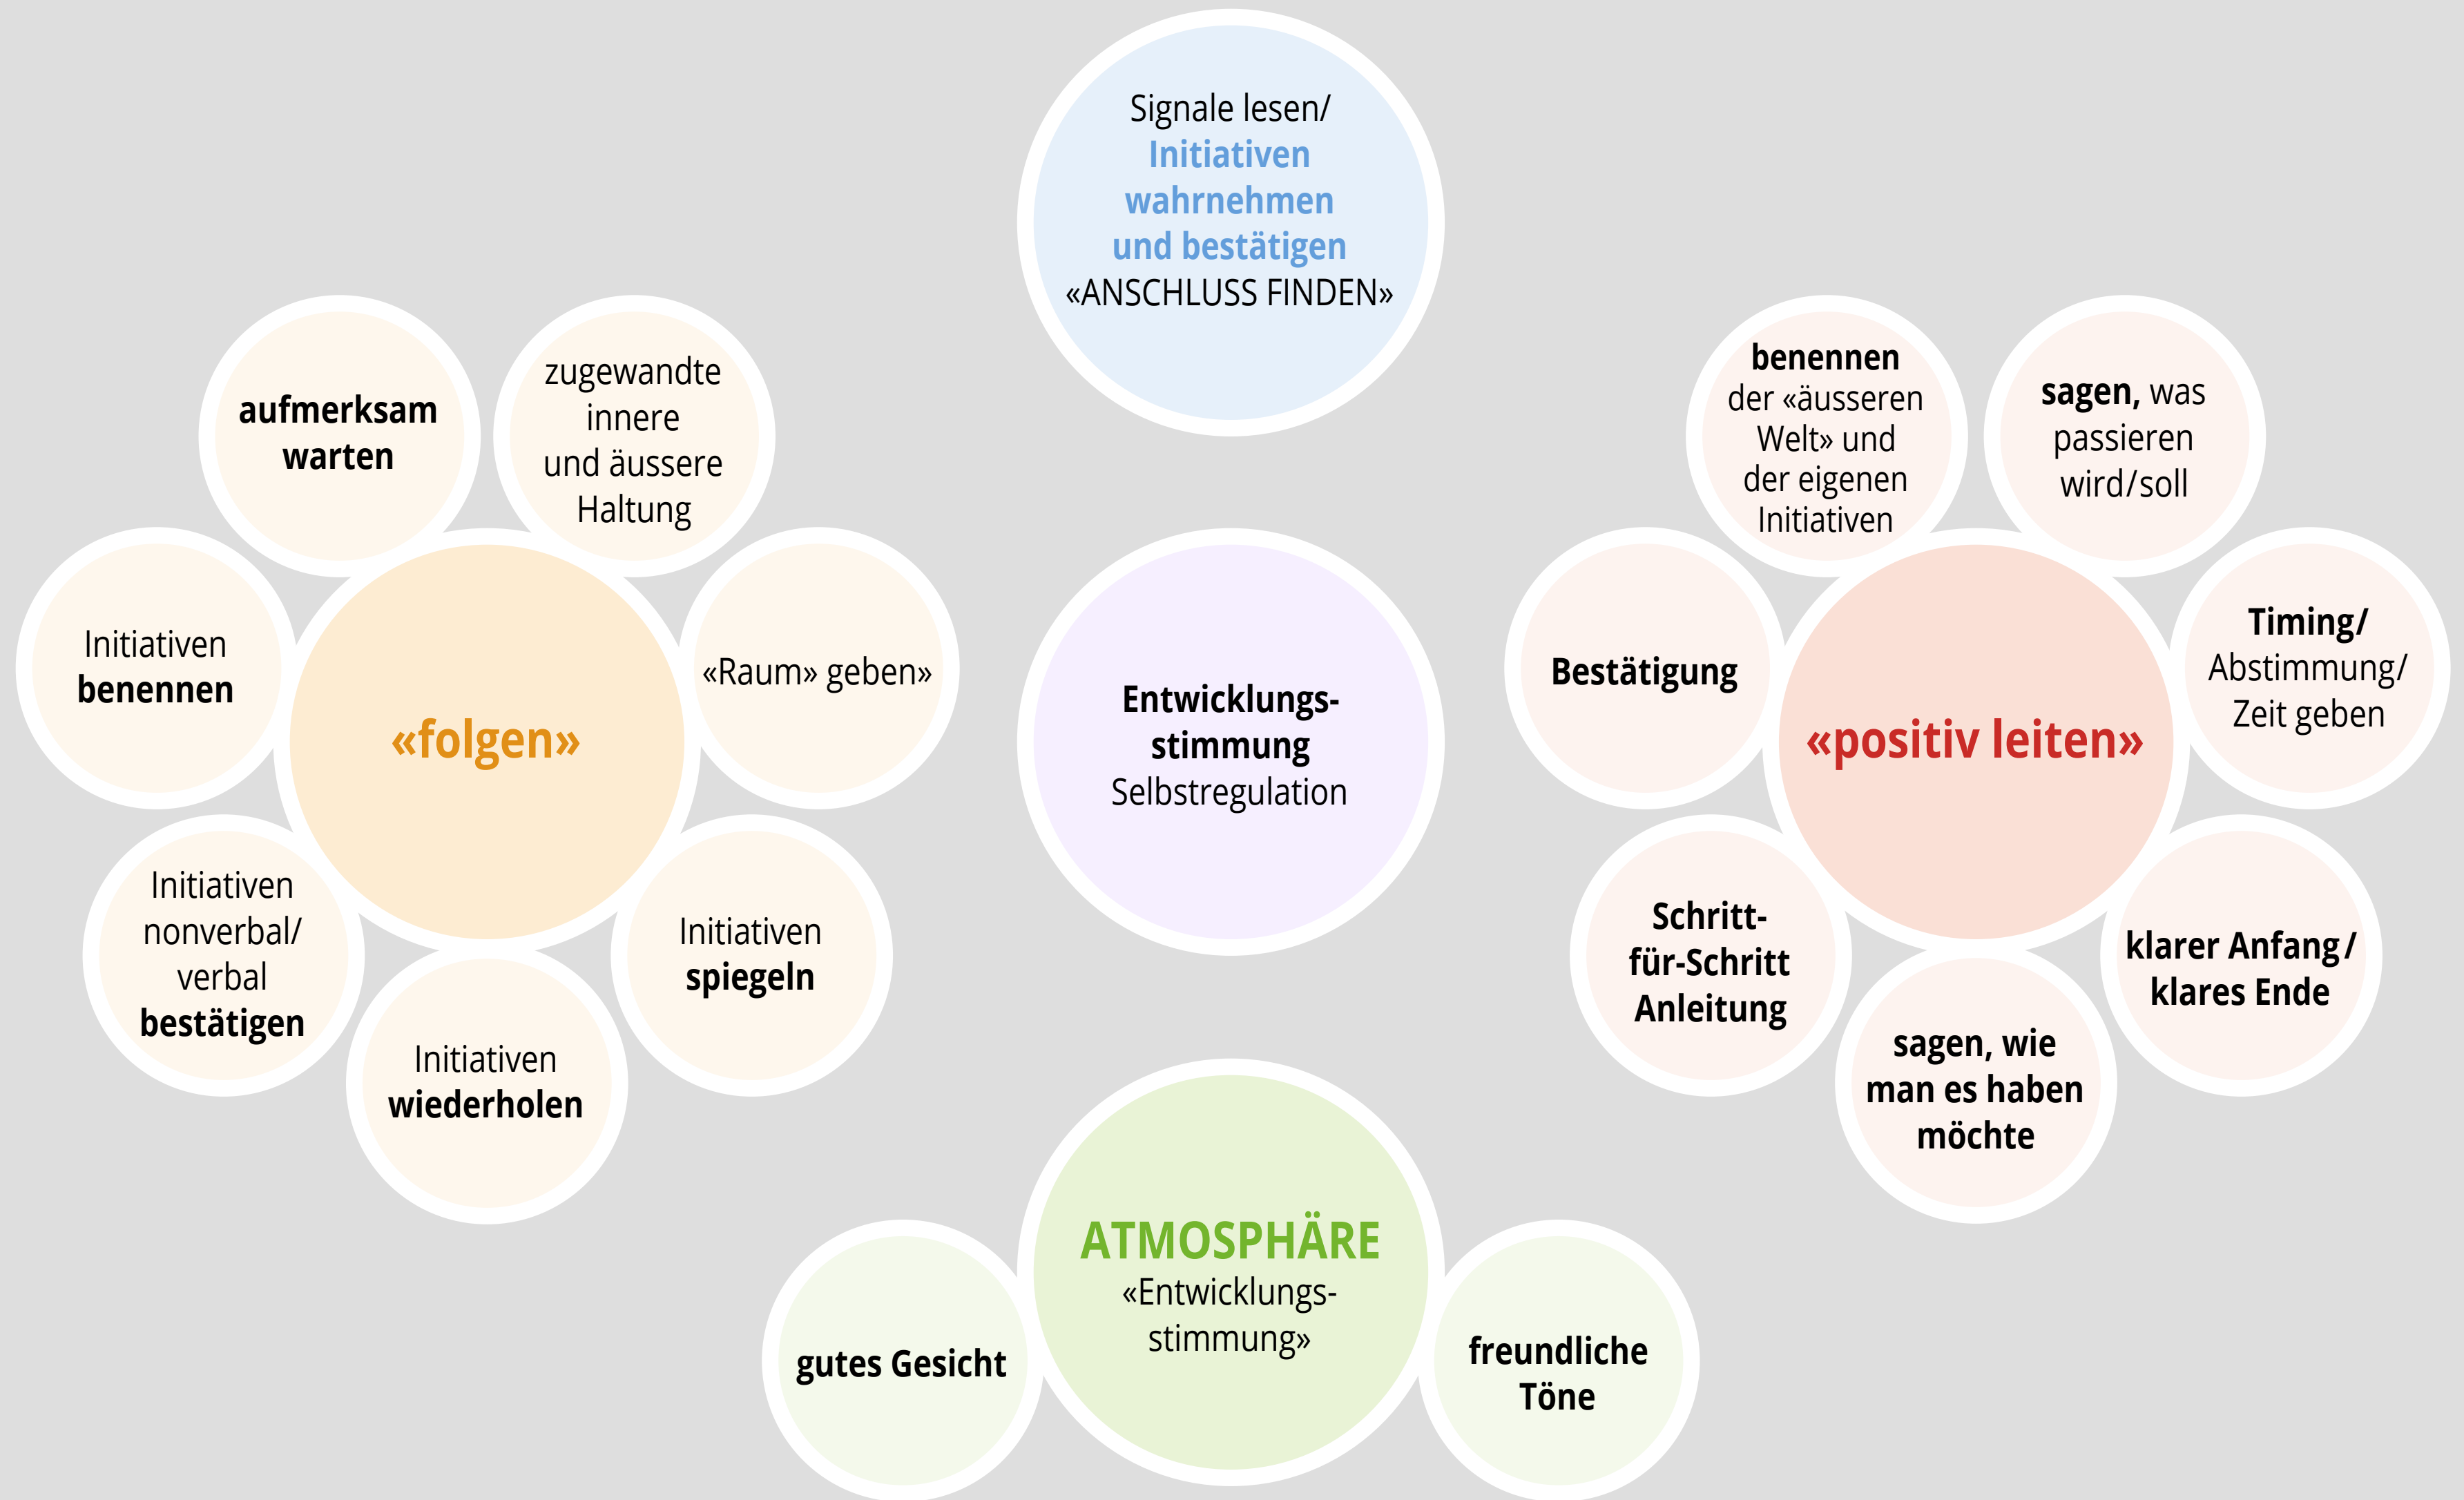 Signale lesen/
Initiativen
wahrnehmen
und bestätigen
«ANSCHLUSS FINDEN»
aufmerksam
warten
zugewandte
innere
und äussere
Haltung
Initiativen
benennen
«folgen»
«Raum» geben»
Initiativen
nonverbal/
verbal
bestätigen
Initiativen
wiederholen
Initiativen
spiegeln
Entwicklungs-
stimmung
Selbstregulation
benennen
der «äusseren
Welt» und
der eigenen
Initiativen
sagen, was
passieren
wird/soll
Bestätigung
«positiv leiten»
Timing/
Abstimmung/
Zeit geben
Schritt-
für-Schritt
Anleitung
sagen, wie
man es haben
möchte
klarer Anfang/
klares Ende
ATMOSPHÄRE
«Entwicklungs-
stimmung»
gutes Gesicht
freundliche
Töne